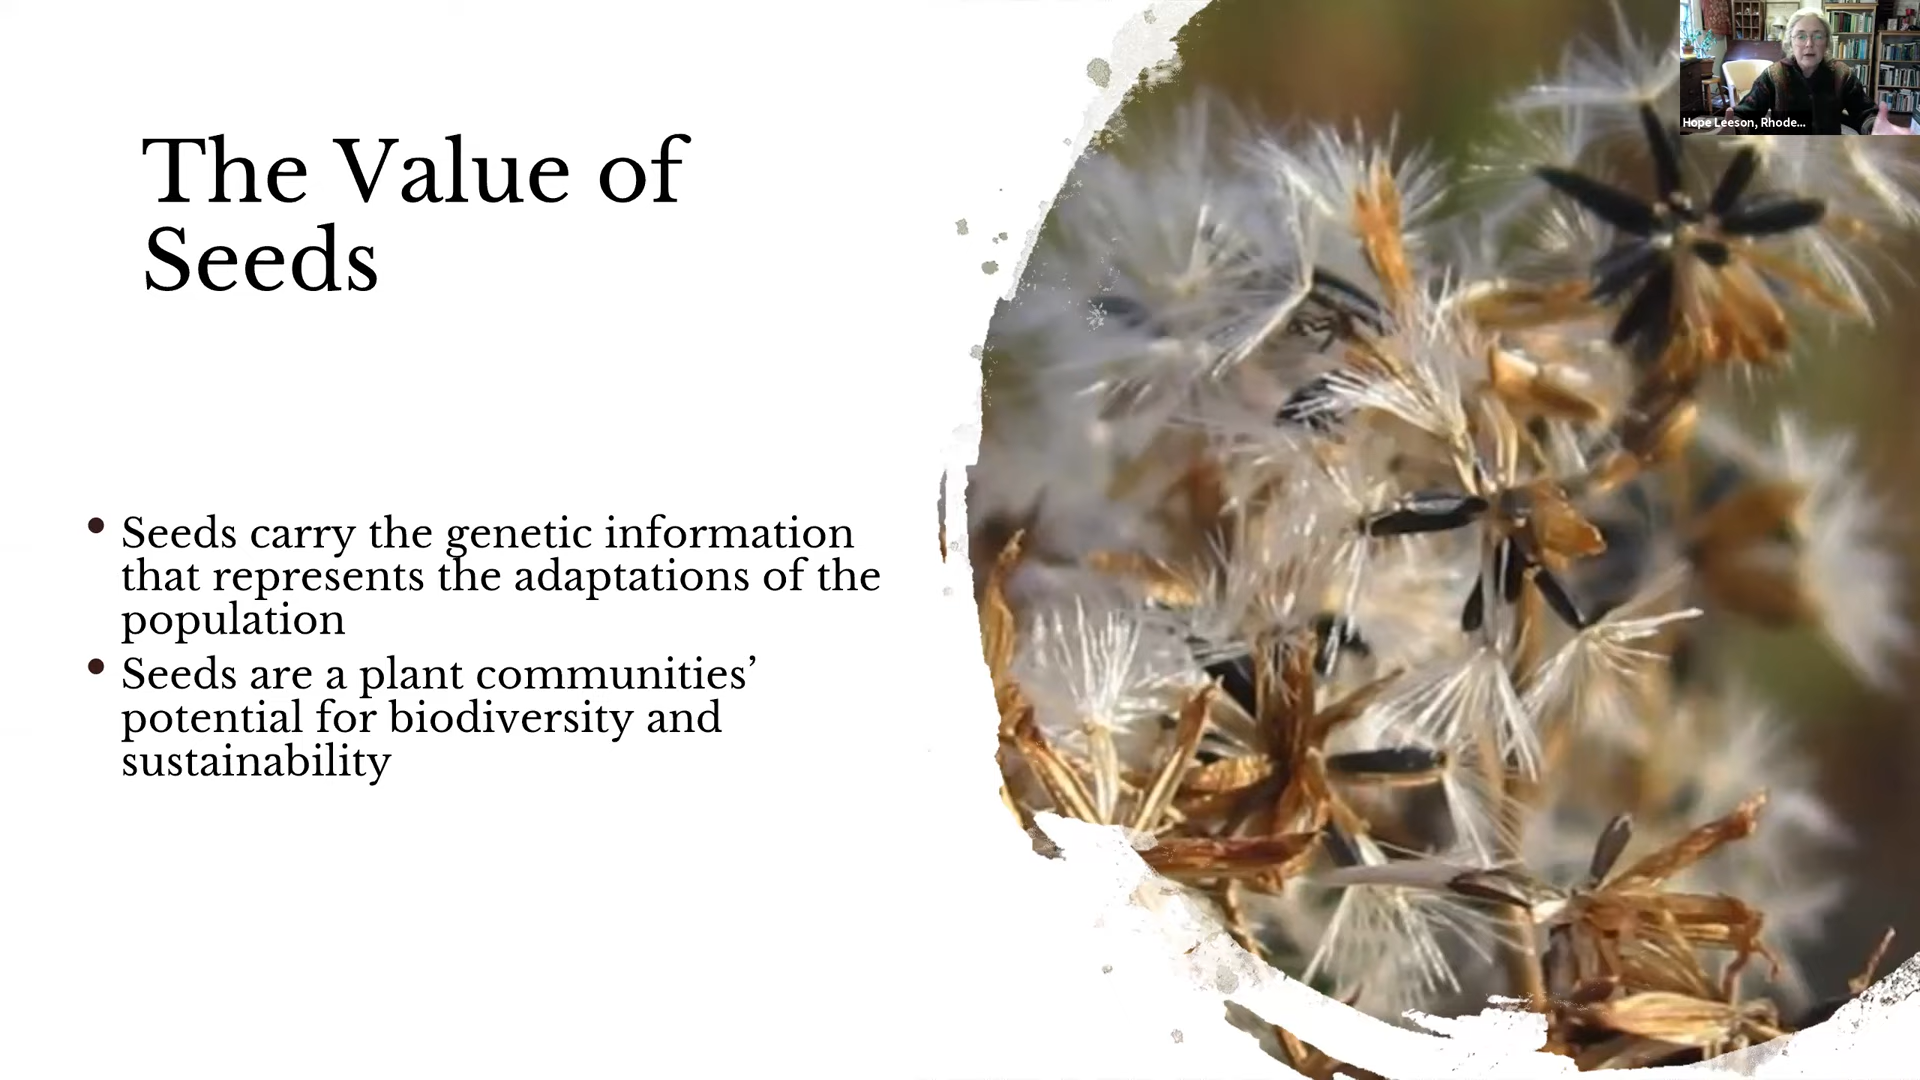 The Value of
Seeds
• Seeds carry the genetic information
that represents the adaptations of the
population
• Seeds are a plant communities’
potential for biodiversity and
sustainability
Hope Leeson, Rhode...